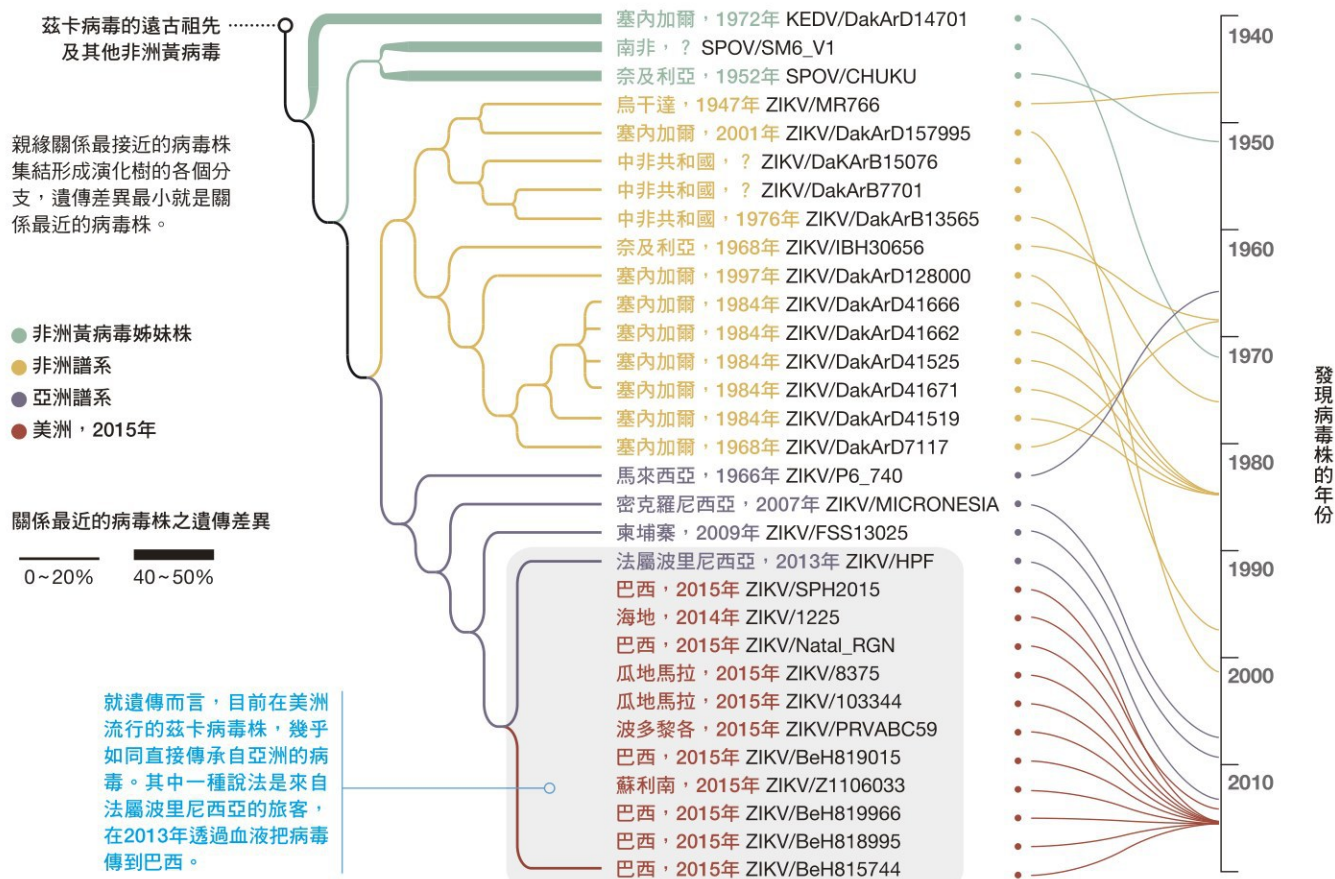 茲卡病毒的遠古祖先
及其他非洲黃病毒
親緣關係最接近的病毒株
集結形成演化樹的各個分
支，遺傳差異最小就是關
係最近的病毒株。
非洲黃病毒姊妹株
非洲譜系
亞洲譜系
美洲，2015年
關係最近的病毒株之遺傳差異
0~20%
40~50%
就遺傳而言，目前在美洲
流行的茲卡病毒株，幾乎
如同直接傳承自亞洲的病
毒。其中一種說法是來自
法屬波里尼西亞的旅客，
在2013年透過血液把病毒
傳到巴西。
塞內加爾，1972年 KEDV/DakArD14701
南非，？ SPOV/SM6_V1
奈及利亞，1952年 SPOV/CHUKU
烏干達，1947年 ZIKV/MR766
塞內加爾，2001年 ZIKV/DakArD157995
中非共和國，？ ZIKV/DaKArB15076
中非共和國，？ ZIKV/DakArB7701
中非共和國，1976年 ZIKV/DakArB13565
奈及利亞，1968年 ZIKV/IBH30656
塞內加爾，1997年 ZIKV/DakArD128000
塞內加爾，1984年 ZIKV/DakArD41666
塞內加爾，1984年 ZIKV/DakArD41662
塞內加爾，1984年 ZIKV/DakArD41525
塞內加爾，1984年 ZIKV/DakArD41671
塞內加爾，1984年 ZIKV/DakArD41519
塞內加爾，1968年 ZIKV/DakArD7117
馬來西亞，1966年 ZIKV/P6_740
密克羅尼西亞，2007年 ZIKV/MICRONESIA
柬埔寨，2009年 ZIKV/FSS13025
法屬波里尼西亞，2013年 ZIKV/HPF
巴西，2015年 ZIKV/SPH2015
海地，2014年 ZIKV/1225
巴西，2015年 ZIKV/Natal_RGN
瓜地馬拉，2015年 ZIKV/8375
瓜地馬拉，2015年 ZIKV/103344
波多黎各，2015年 ZIKV/PRVABC59
巴西，2015年 ZIKV/BeH819015
蘇利南，2015年 ZIKV/Z1106033
巴西，2015年 ZIKV/BeH819966
巴西，2015年 ZIKV/BeH818995
巴西，2015年 ZIKV/BeH815744
1940
1950
1960
1970
1980
1990
2000
2010
發現病毒株的年份